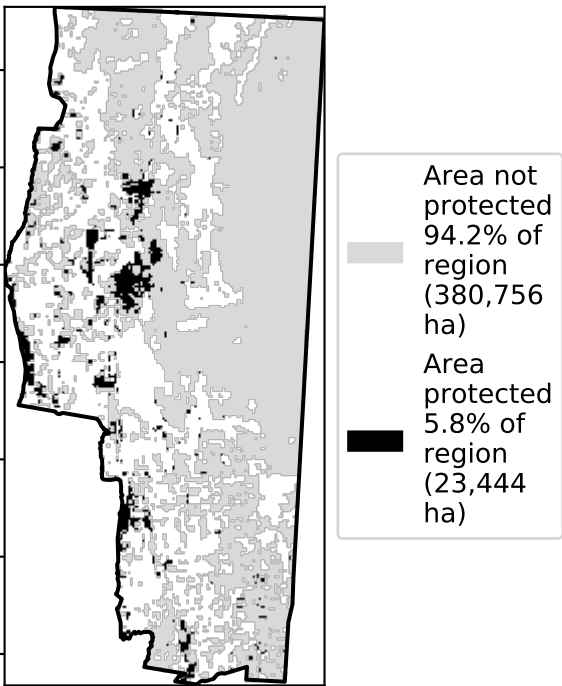 Area not
protected
94.2% of
region
(380,756
ha)
Area
protected
5.8% of
region
(23,444
ha)